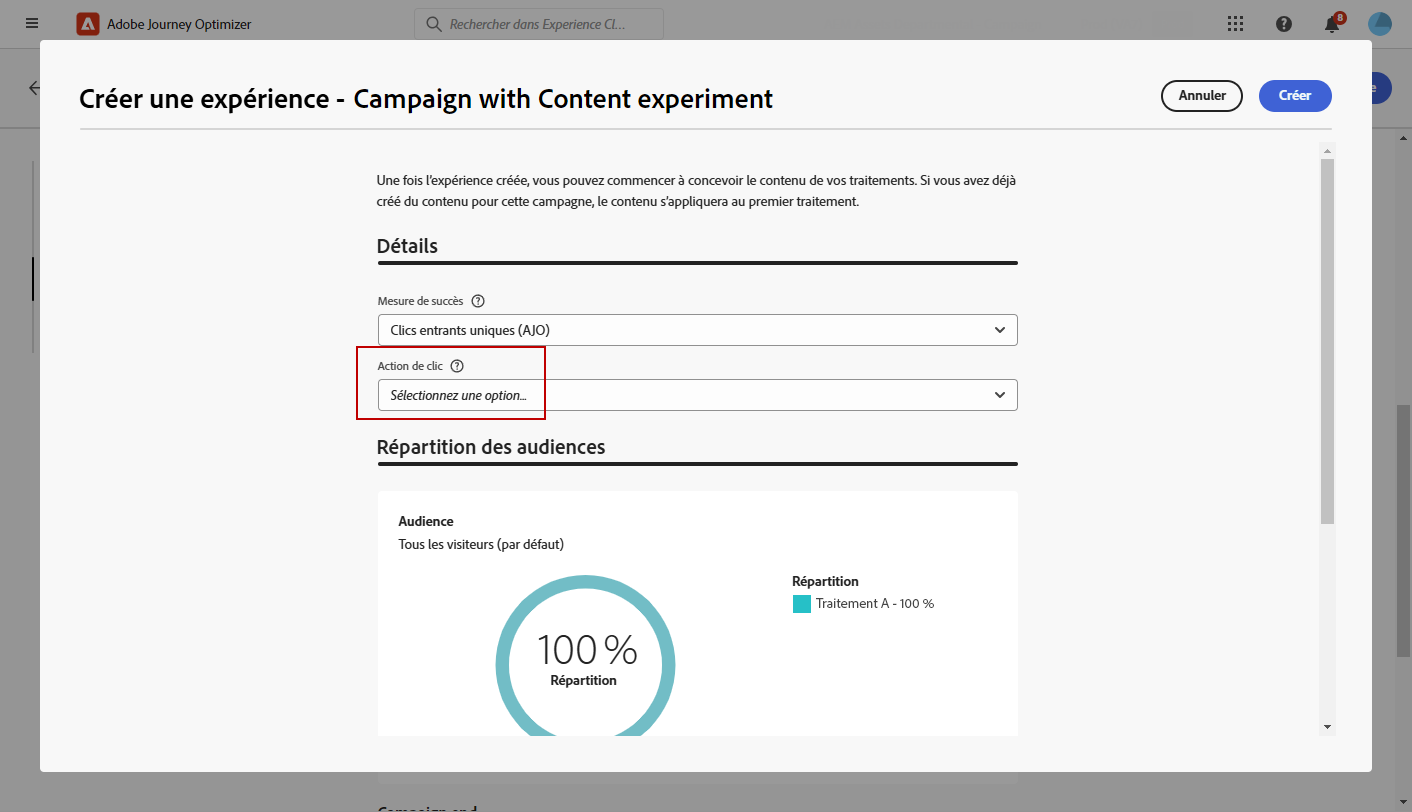 Adobe Journey Optimizer
Rechercher dans Experience Cl...
8
Créer une expérience - Campaign with Content experiment
Annuler
Créer
Une fois l’expérience créée, vous pouvez commencer à concevoir le contenu de vos traitements. Si vous avez déjà
créé du contenu pour cette campagne, le contenu s’appliquera au premier traitement.
Détails
Mesure de succès
Clics entrants uniques (AJO)
Action de clic
Sélectionnez une option...
Répartition des audiences
Audience
Tous les visiteurs (par défaut)
Répartition
Traitement A - 100 %
100 %
Répartition